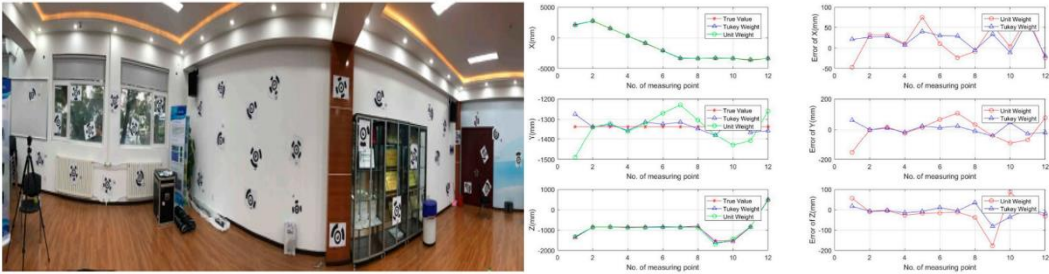 5000
0
-5000
X(mm)
True Value
Tukey Weight
Unit Weight
0 2 4 6 8 10 12
No. of measuring point
100
50
0
-50
Error of X(mm)
Unit Weight
Tukey Weight
0 2 4 6 8 10 12
No. of measuring point
-1200
-1300
-1400
-1500
Y(mm)
True Value
Tukey Weight
Unit Weight
0 2 4 6 8 10 12
No. of measuring point
200
0
-200
Error of Y(mm)
Unit Weight
Tukey Weight
0 2 4 6 8 10 12
No. of measuring point
1000
0
-1000
-2000
Z(mm)
True Value
Tukey Weight
Unit Weight
0 2 4 6 8 10 12
No. of measuring point
100
0
-100
-200
Error of Z(mm)
Unit Weight
Tukey Weight
0 2 4 6 8 10 12
No. of measuring point